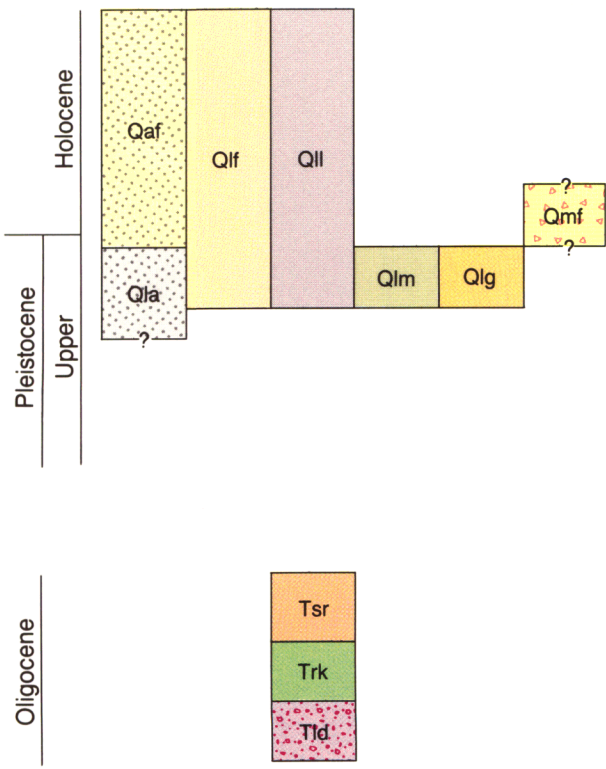 Holocene
Pleistocene
Upper
Oligocene
Qaf
Qlf
Qll
?
Qmf
?
Qla
?
Qlm
Qlg
Tsr
Trk
Tld